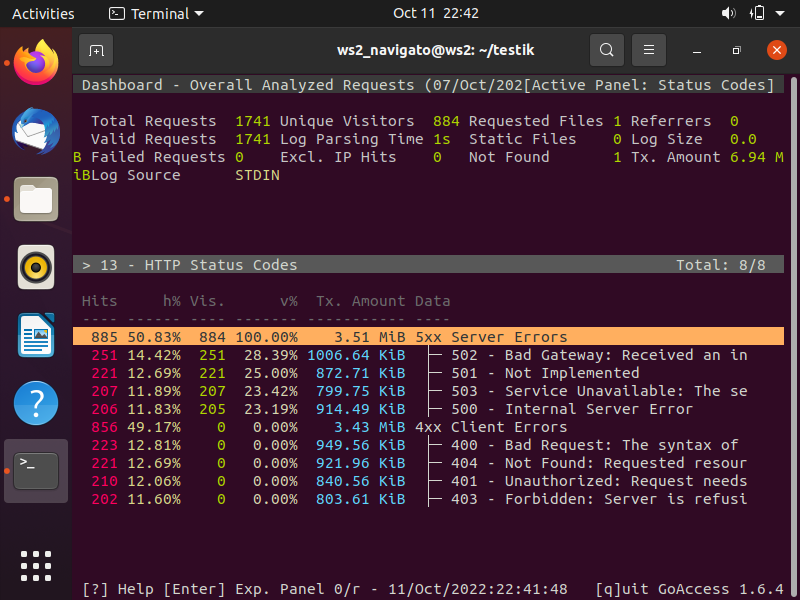 Activities Terminal Oct 11 22:42
ws2_navigato@ws2: ~/testik
Dashboard - Overall Analyzed Requests (07/Oct/202[Active Panel: Status Codes]
Total Requests 1741 Unique Visitors 884 Requested Files 1 Referrers 0
Valid Requests 1741 Log Parsing Time 1s Static Files 0 Log Size 0.0
B Failed Requests 0 Excl. IP Hits 0 Not Found 1 Tx. Amount 6.94 M
iBLog Source STDIN
> 13 - HTTP Status Codes Total: 8/8
Hits h% Vis. v% Tx. Amount Data
---- ------ ---- ------- ----------- ----
885 50.83% 884 100.00% 3.51 MiB 5xx Server Errors
251 14.42% 251 28.39% 1006.64 KiB ├─ 502 - Bad Gateway: Received an in
221 12.69% 221 25.00% 872.71 KiB ├─ 501 - Not Implemented
207 11.89% 207 23.42% 799.75 KiB ├─ 503 - Service Unavailable: The se
206 11.83% 205 23.19% 914.49 KiB ├─ 500 - Internal Server Error
856 49.17% 0 0.00% 3.43 MiB 4xx Client Errors
223 12.81% 0 0.00% 949.56 KiB ├─ 400 - Bad Request: The syntax of
221 12.69% 0 0.00% 921.96 KiB ├─ 404 - Not Found: Requested resour
210 12.06% 0 0.00% 840.56 KiB ├─ 401 - Unauthorized: Request needs
202 11.60% 0 0.00% 803.61 KiB ├─ 403 - Forbidden: Server is refusi
[?] Help [Enter] Exp. Panel 0/r - 11/Oct/2022:22:41:48 [q]uit GoAccess 1.6.4